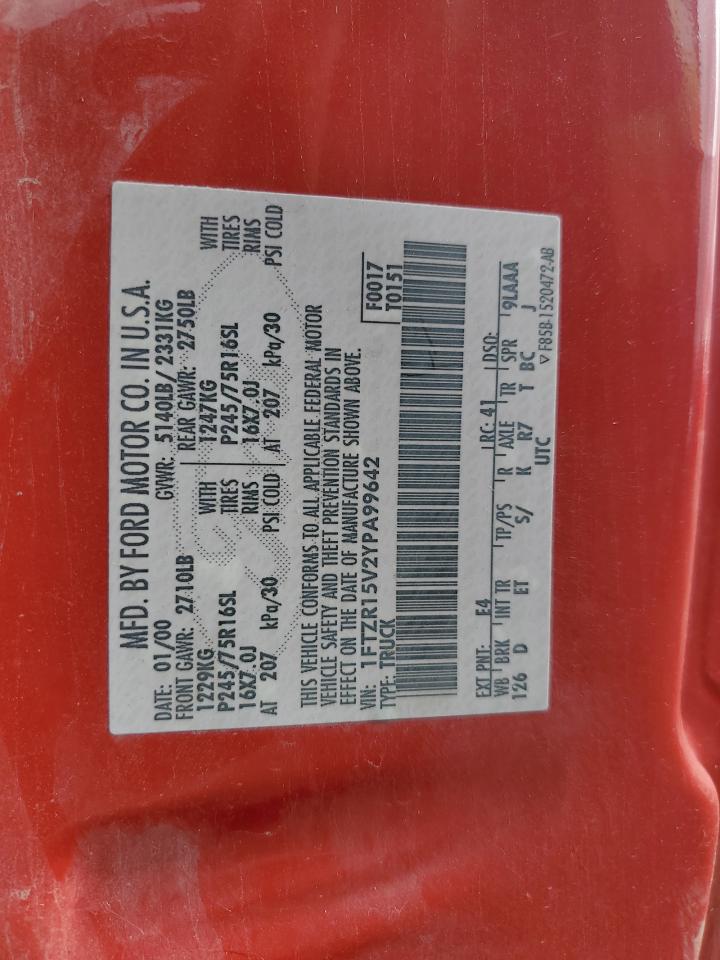 MFD. BY FORD MOTOR CO. IN U.S.A.
DATE: 01/00 GVWR: 5140LB/ 2331KG
FRONT GAWR: 2710LB REAR GAWR: 2750LB
1229KG WITH 1247KG WITH
P245/75R16SL TIRES P245/75R16SL TIRES
16X7.0J RIMS 16X7.0J RIMS
AT 207 kPa/30 PSI COLD AT 207 kPa/30 PSI COLD
THIS VEHICLE CONFORMS TO ALL APPLICABLE FEDERAL MOTOR
VEHICLE SAFETY AND THEFT PREVENTION STANDARDS IN
EFFECT ON THE DATE OF MANUFACTURE SHOWN ABOVE.
VIN: 1FTZR15V2YPA99642 F0017
TYPE: TRUCK T0151
EXT PNT: E4 RC: 41 DSO:
WB BRK INT TR TP/PS R AXLE TR SPR 9LAAA
126 D ET S/ K R7 T BC J
UTC ▽ F85B-1520472-AB